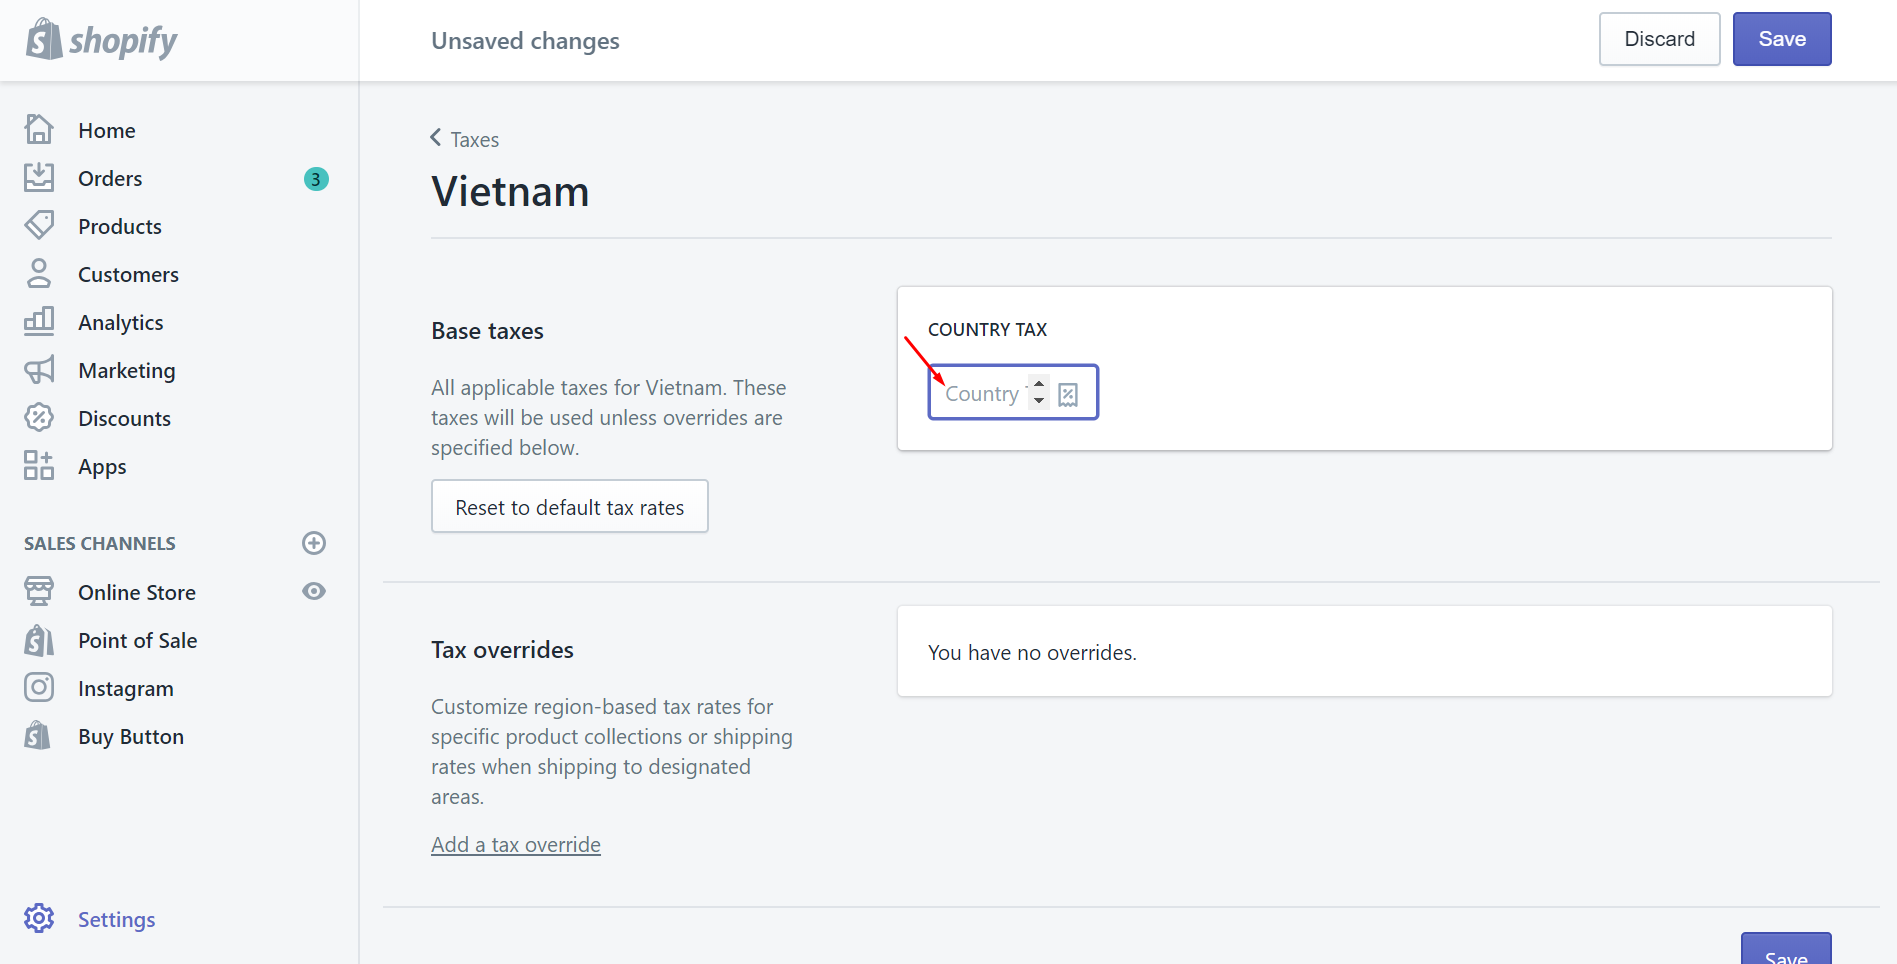 shopify
Unsaved changes
Discard
Save
Home
Orders
3
Products
Customers
Analytics
Marketing
Discounts
Apps
SALES CHANNELS
Online Store
Point of Sale
Instagram
Buy Button
Settings
Taxes
Vietnam
Base taxes
All applicable taxes for Vietnam. These
taxes will be used unless overrides are
specified below.
Reset to default tax rates
COUNTRY TAX
Country
Tax overrides
Customize region-based tax rates for
specific product collections or shipping
rates when shipping to designated
areas.
Add a tax override
You have no overrides.
Save